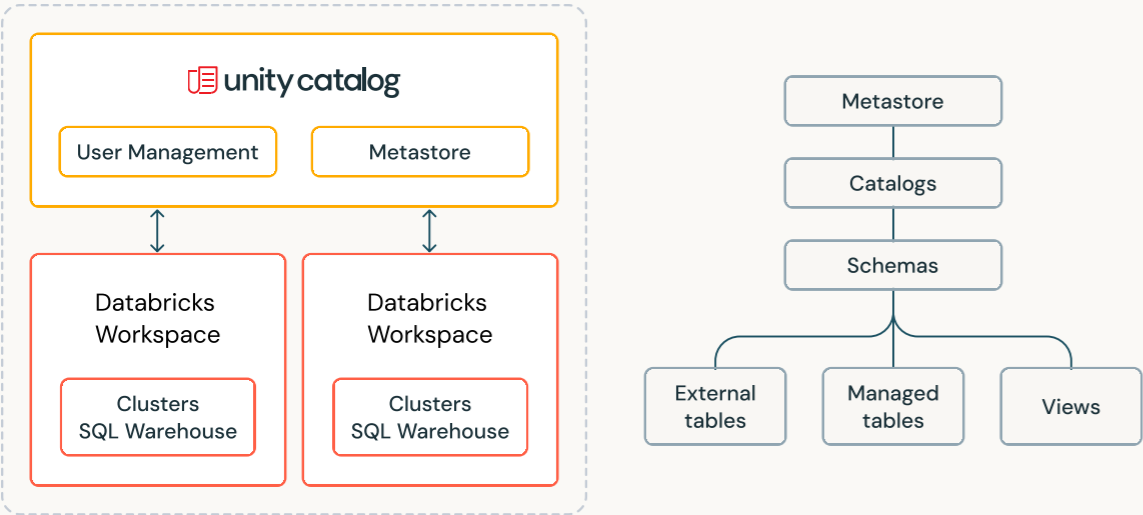 unity catalog
User Management
Metastore
Databricks
Workspace
Clusters
SQL Warehouse
Databricks
Workspace
Clusters
SQL Warehouse
Metastore
Catalogs
Schemas
External
tables
Managed
tables
Views